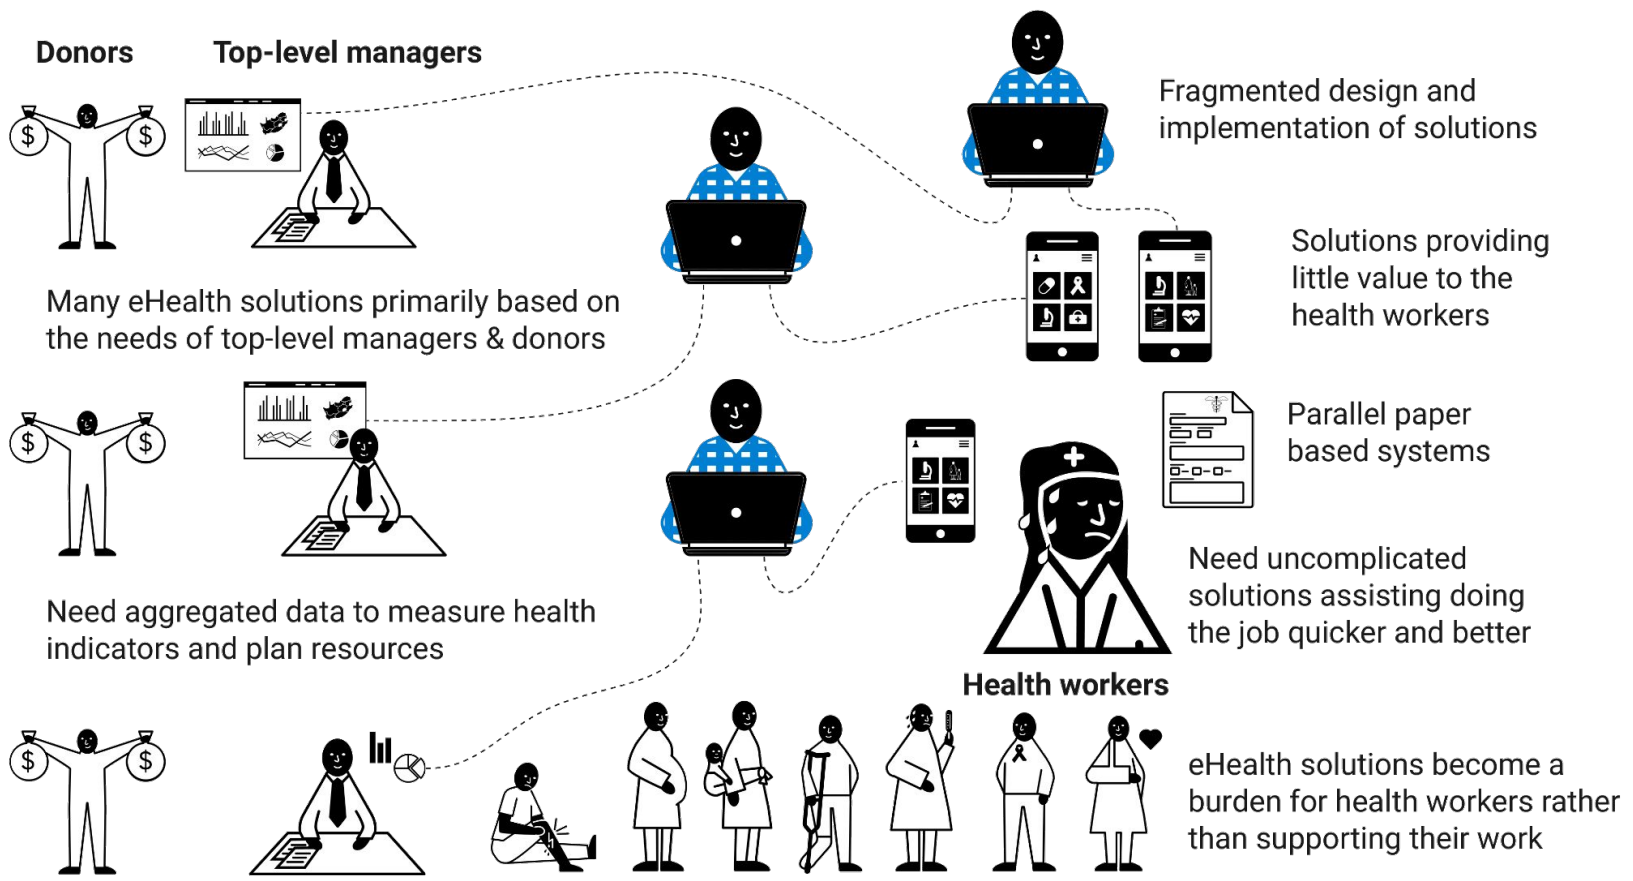 Donors
Top-level managers
Fragmented design and
implementation of solutions
$ $
Solutions providing
little value to the
health workers
Many eHealth solutions primarily based on
the needs of top-level managers & donors
Parallel paper
based systems
$ $
Need uncomplicated
solutions assisting doing
the job quicker and better
Need aggregated data to measure health
indicators and plan resources
Health workers
$ $
eHealth solutions become a
burden for health workers rather
than supporting their work